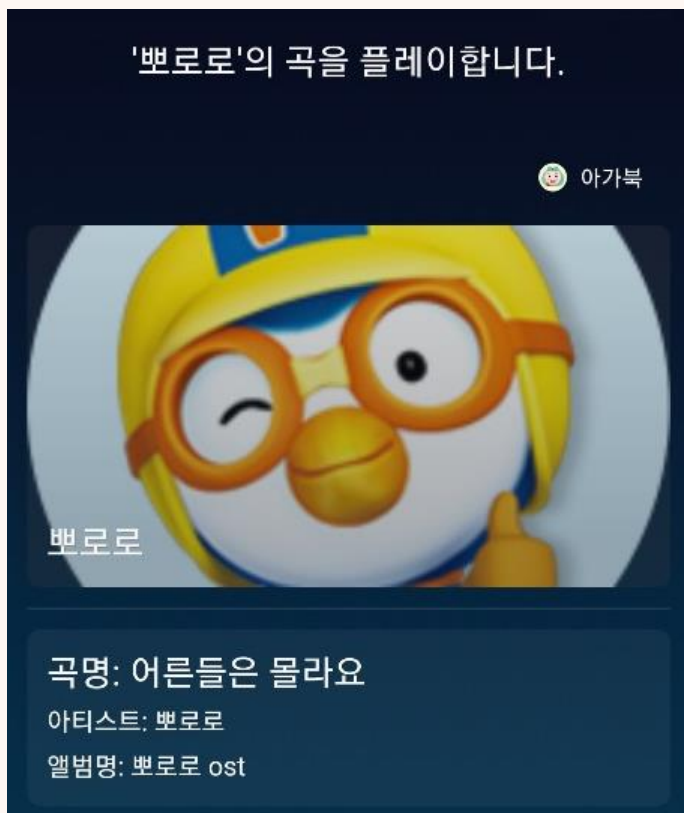 '뽀로로'의 곡을 플레이합니다.
아가북
뽀로로
곡명: 어른들은 몰라요
아티스트: 뽀로로
앨범명: 뽀로로 ost